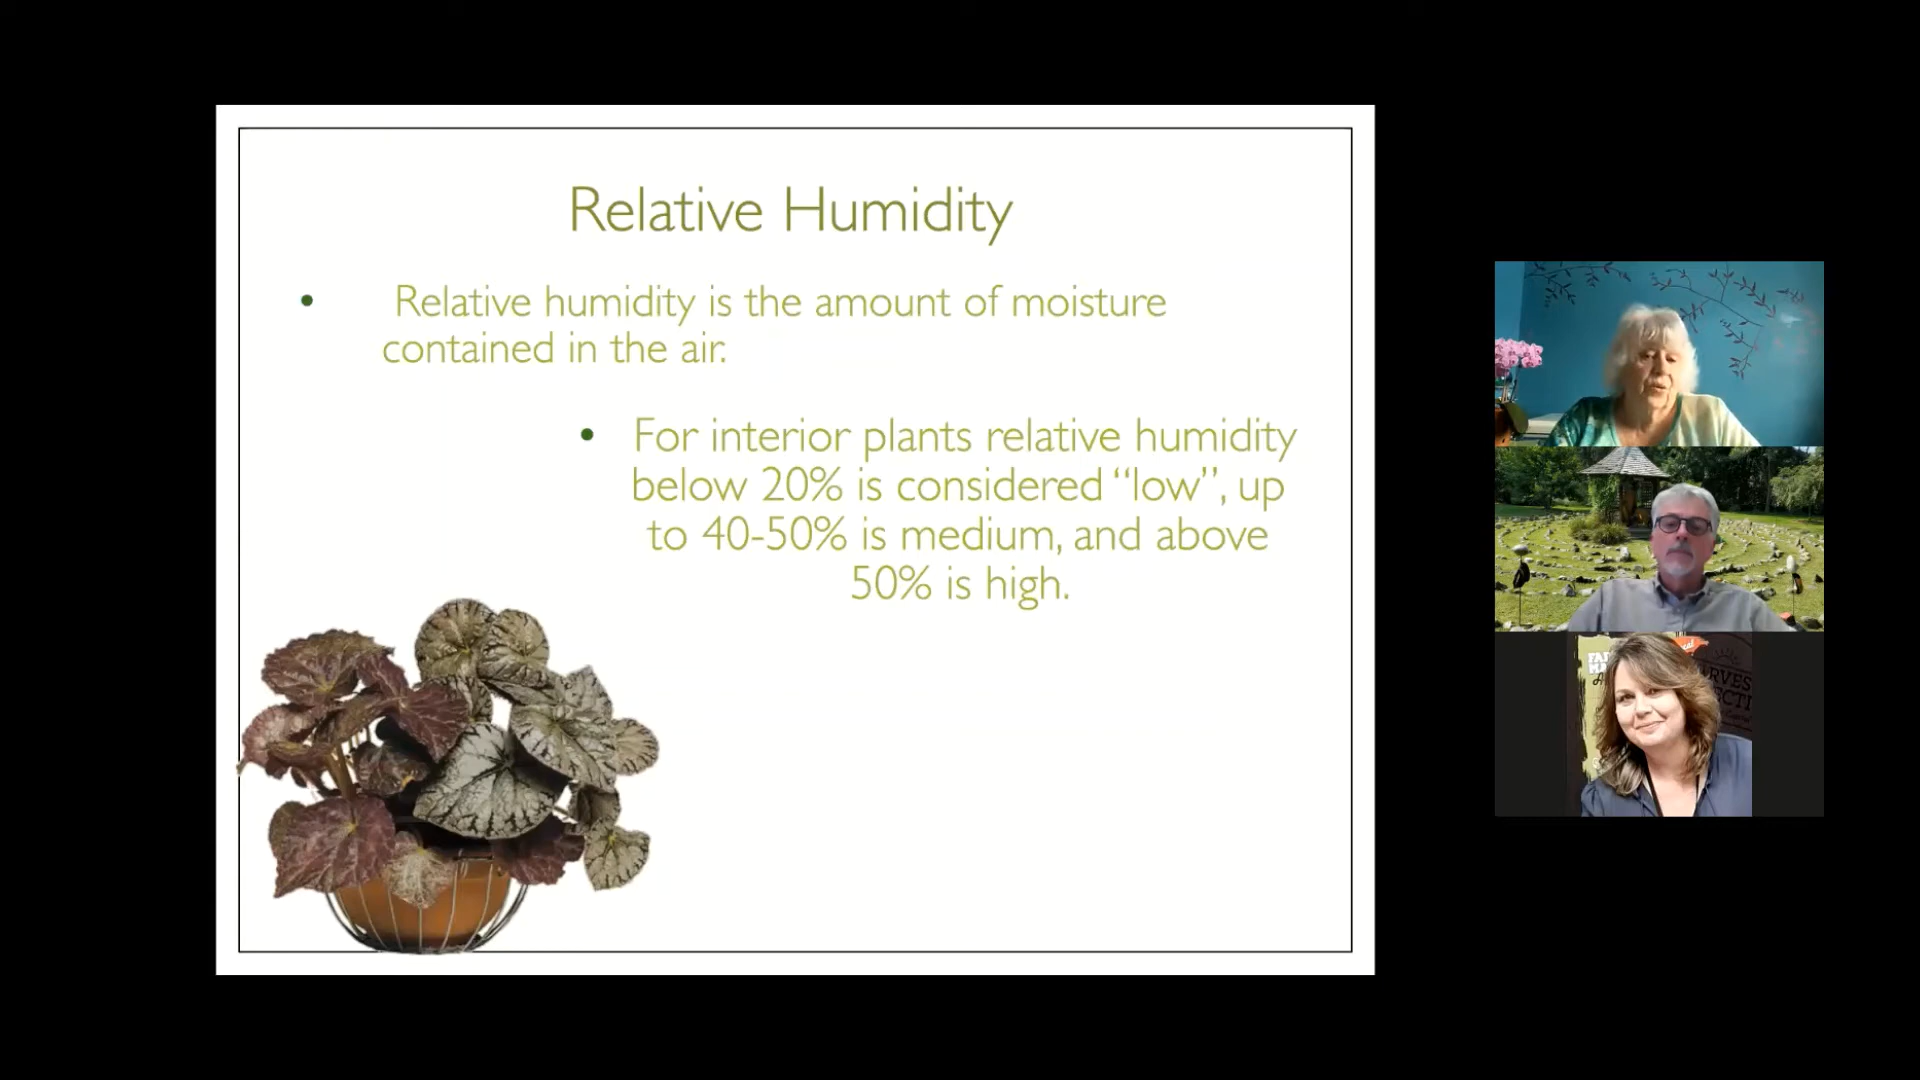 Relative Humidity
• Relative humidity is the amount of moisture
contained in the air.
• For interior plants relative humidity
below 20% is considered “low”, up
to 40-50% is medium, and above
50% is high.